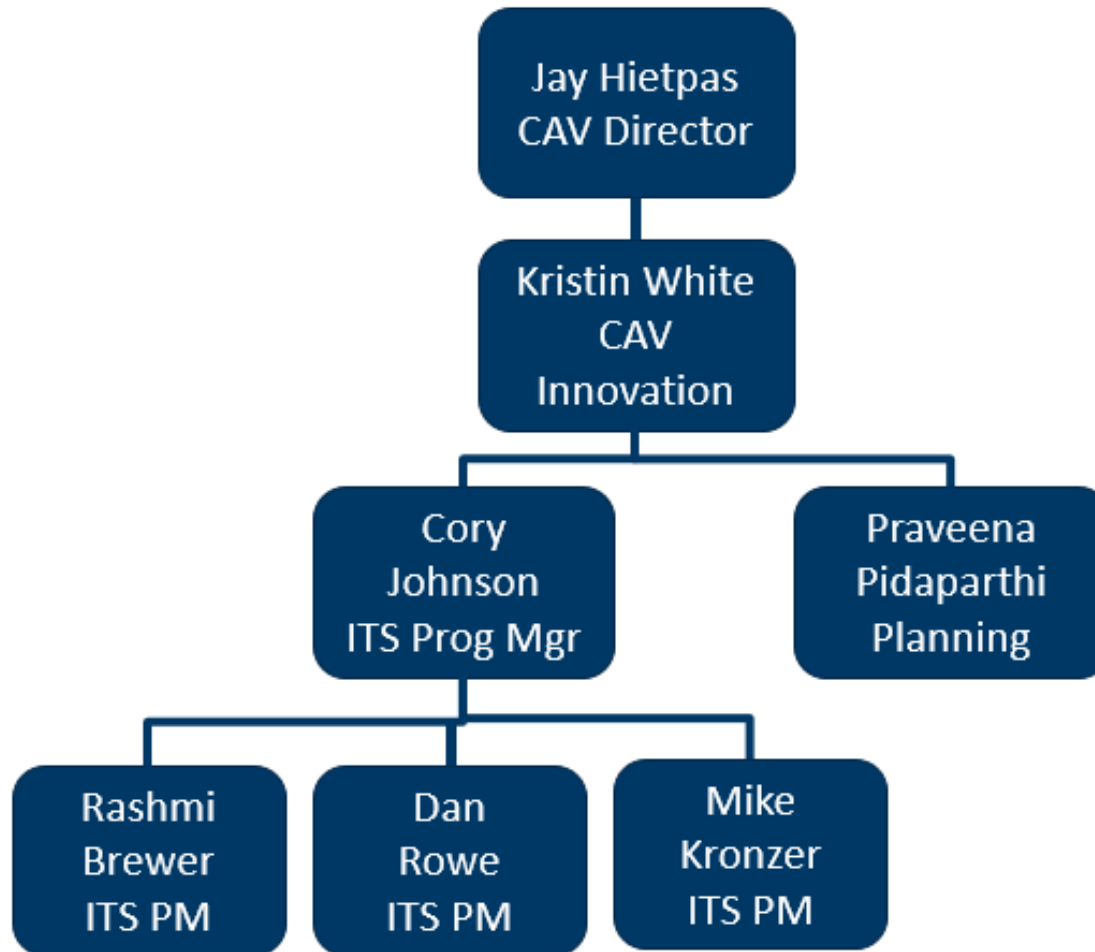 Jay Hietpas
CAV Director
Kristin White
CAV
Innovation
Cory
Johnson
ITS Prog Mgr
Praveena
Pidaparthi
Planning
Rashmi
Brewer
ITS PM
Dan
Rowe
ITS PM
Mike
Kronzer
ITS PM